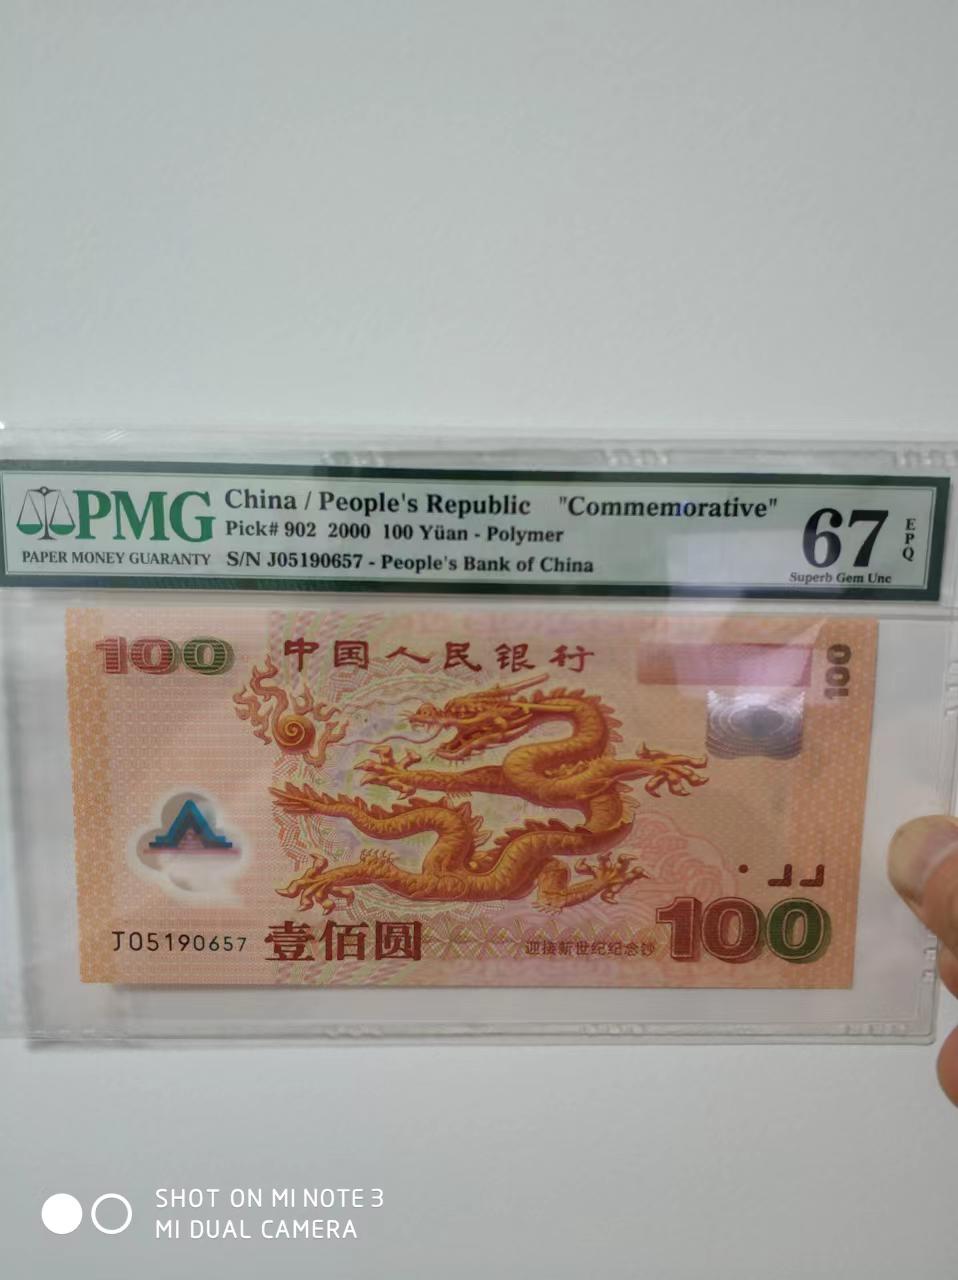 PMG
PAPER MONEY GUARANTY
China / People's Republic "Commemorative"
Pick# 902 2000 100 Yüan - Polymer
S/N J05190657 - People's Bank of China
67
EPQ
Superb Gem Unc
100
中国人民银行
100
J05190657
壹佰圆
迎接新世纪纪念钞
100
SHOT ON MI NOTE 3
MI DUAL CAMERA